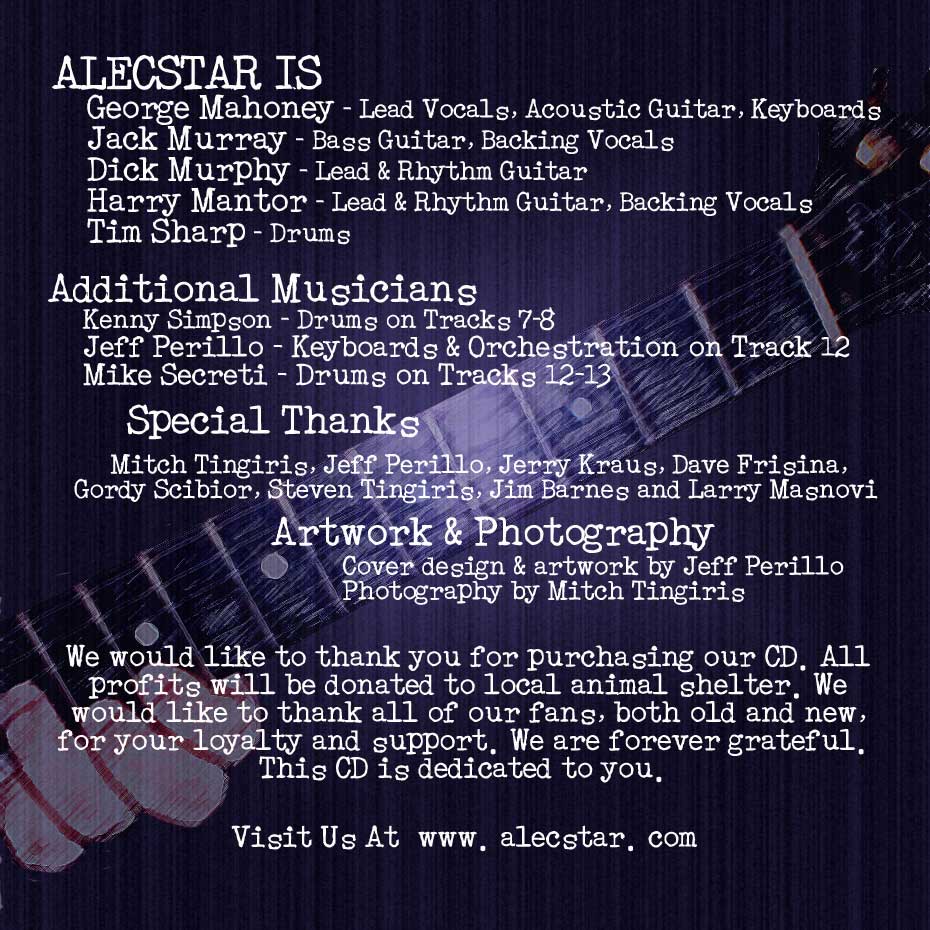 ALECSTAR IS
George Mahoney - Lead Vocals, Acoustic Guitar, Keyboards
Jack Murray - Bass Guitar, Backing Vocals
Dick Murphy - Lead & Rhythm Guitar
Harry Mantor - Lead & Rhythm Guitar, Backing Vocals
Tim Sharp - Drums
Additional Musicians
Kenny Simpson - Drums on Tracks 7-8
Jeff Perillo - Keyboards & Orchestration on Track 12
Mike Secreti - Drums on Tracks 12-13
Special Thanks
Mitch Tingiris, Jeff Perillo, Jerry Kraus, Dave Frisina,
Gordy Scibior, Steven Tingiris, Jim Barnes and Larry Masnovi
Artwork & Photography
Cover design & artwork by Jeff Perillo
Photography by Mitch Tingiris
We would like to thank you for purchasing our CD. All
profits will be donated to local animal shelter. We
would like to thank all of our fans, both old and new,
for your loyalty and support. We are forever grateful.
This CD is dedicated to you.
Visit Us At www. alecstar. com